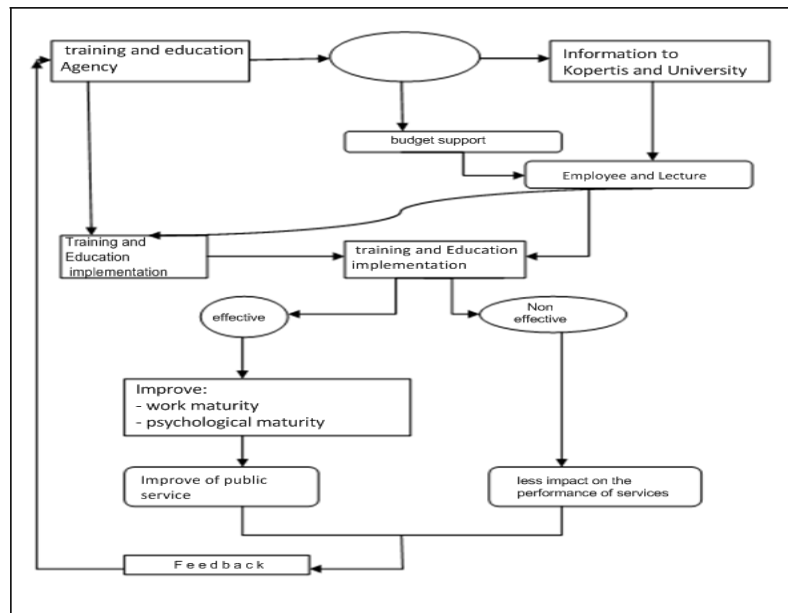 training and education
Agency
Information to
Kopertis and University
budget support
Employee and Lecture
Training and
Education
implementation
training and Education
implementation
effective
Non
effective
Improve:
- work maturity
- psychological maturity
Improve of public
service
less impact on the
performance of services
Feedback